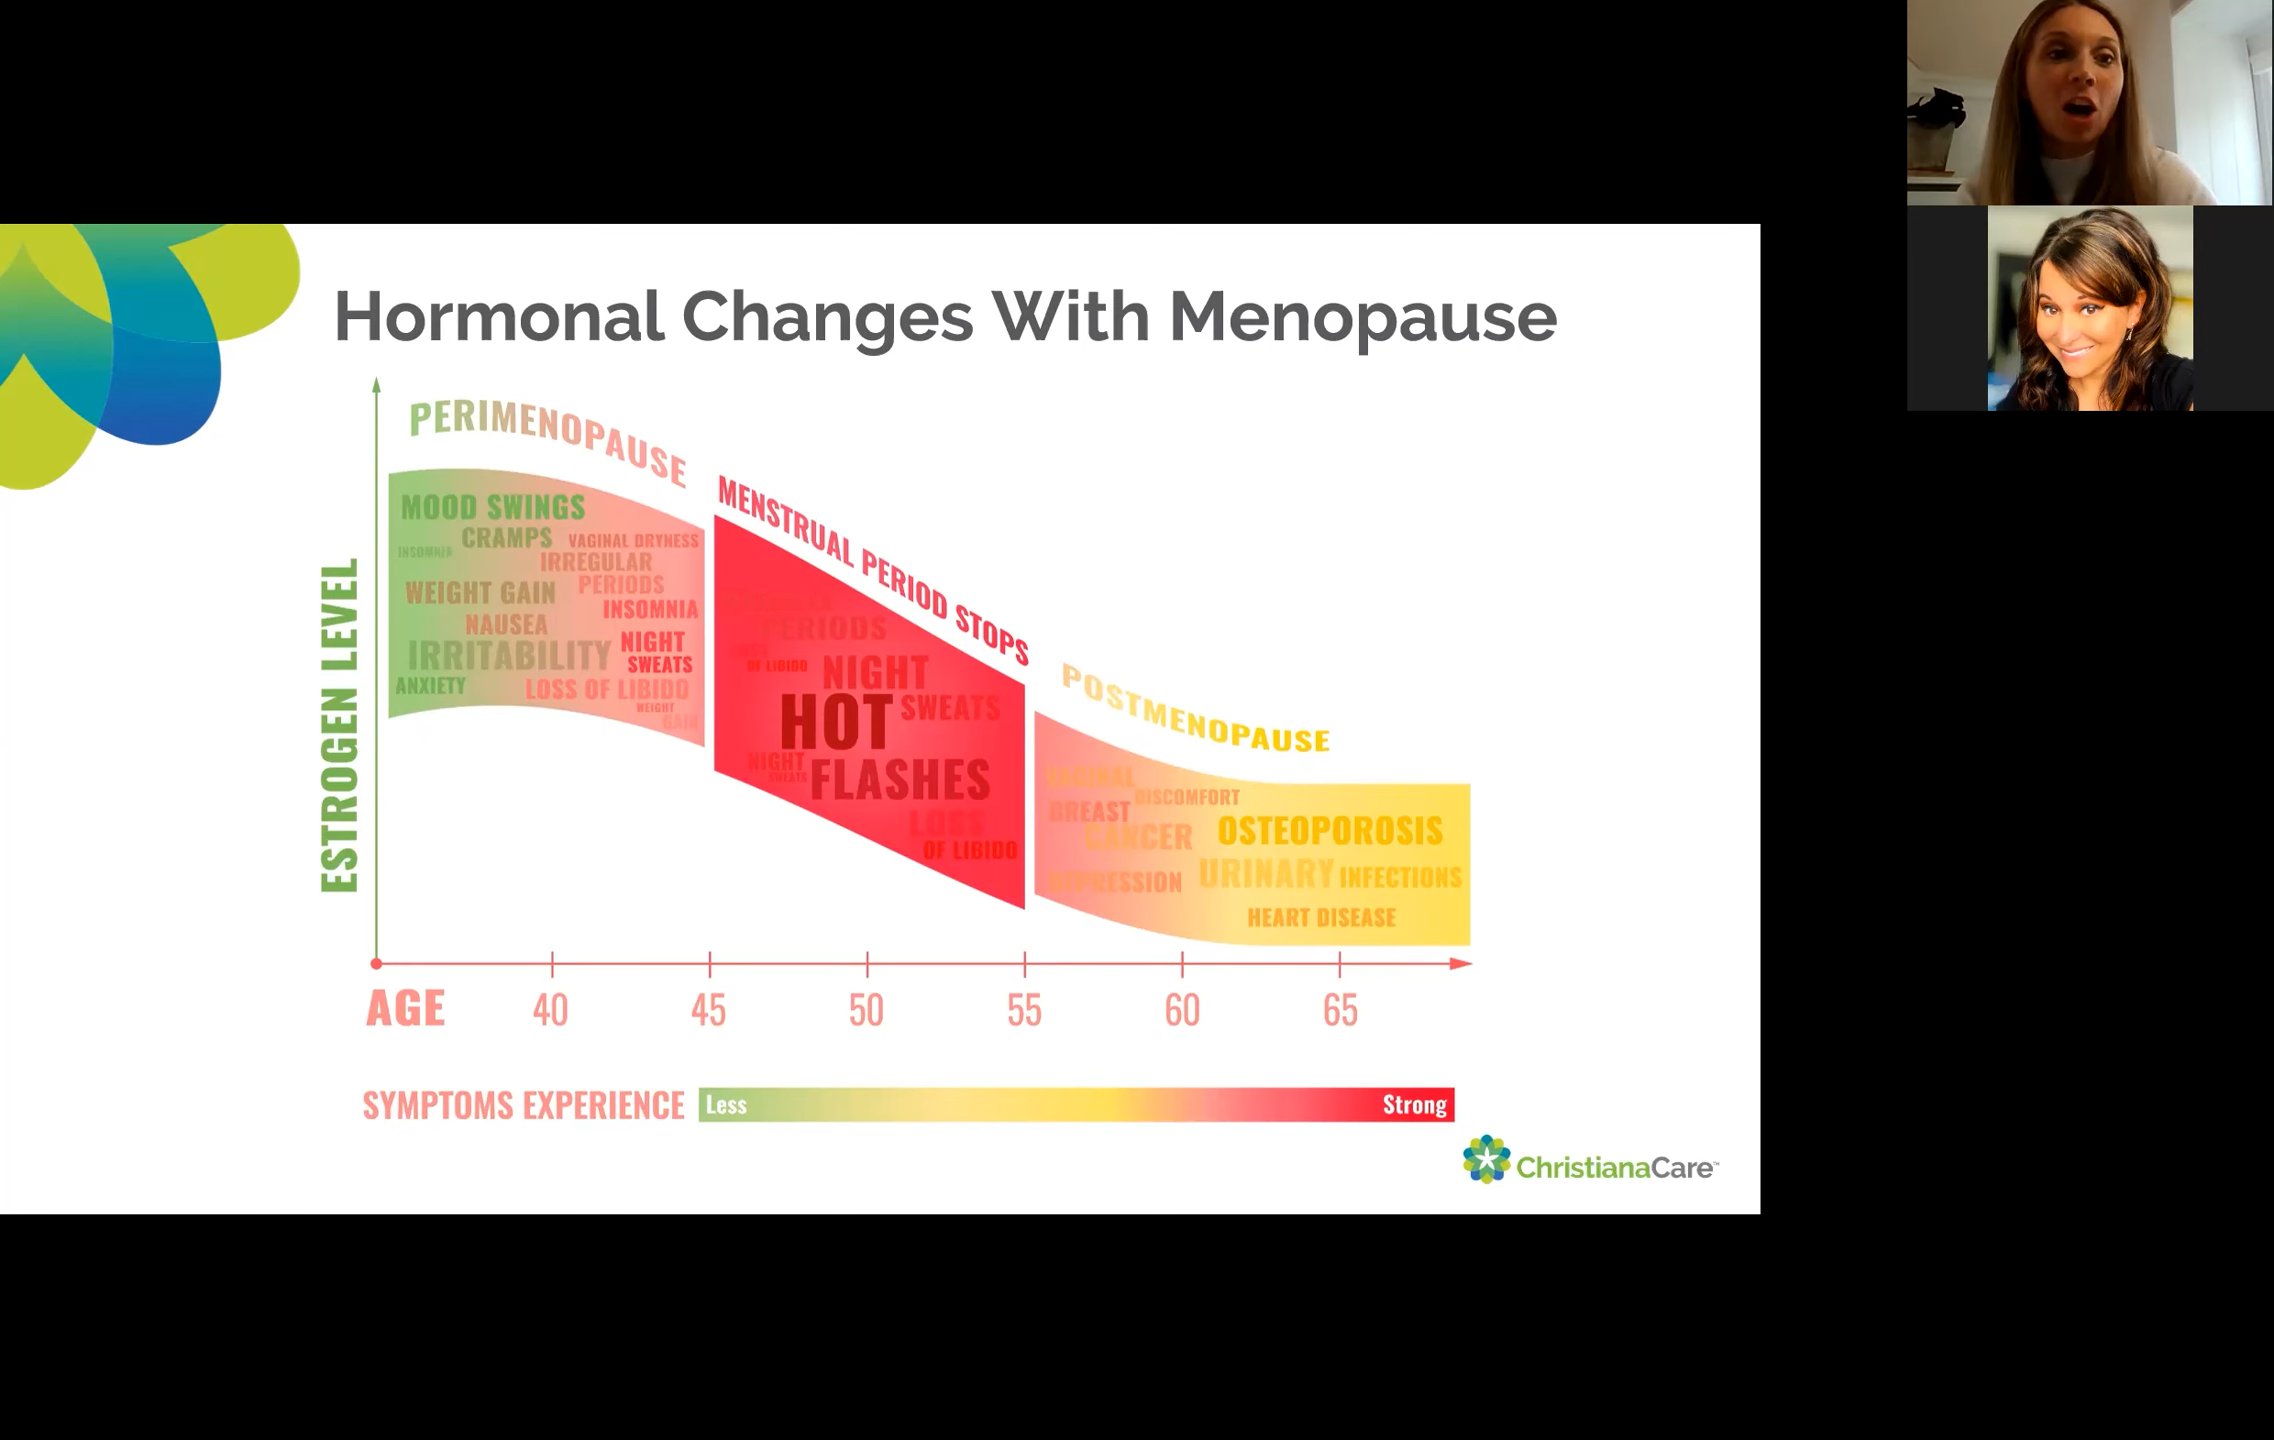 Hormonal Changes With Menopause
ESTROGEN LEVEL
PERIMENOPAUSE
MOOD SWINGS
CRAMPS
VAGINAL DRYNESS
INSOMNIA
IRREGULAR
PERIODS
WEIGHT GAIN
INSOMNIA
NAUSEA
NIGHT
SWEATS
IRRITABILITY
ANXIETY
LOSS OF LIBIDO
WEIGHT
GAIN
MENSTRUAL PERIOD STOPS
PERIODS
OF LIBIDO
NIGHT
SWEATS
HOT
FLASHES
NIGHT
SWEATS
LOSS
OF LIBIDO
POSTMENOPAUSE
VAGINAL
DISCOMFORT
BREAST
CANCER
OSTEOPOROSIS
DEPRESSION
URINARY INFECTIONS
HEART DISEASE
AGE 40 45 50 55 60 65
SYMPTOMS EXPERIENCE Less Strong
ChristianaCare™